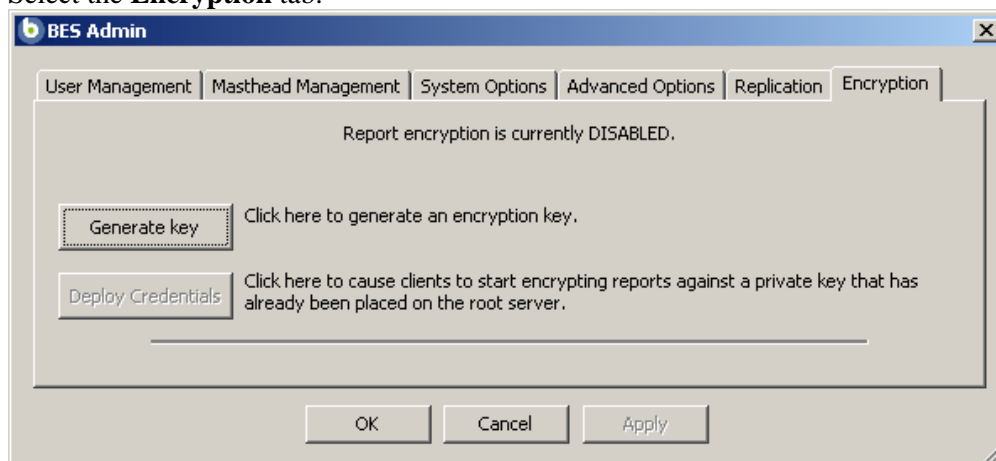 Select the Encryption tab.
BES Admin
User Management Masthead Management System Options Advanced Options Replication Encryption
Report encryption is currently DISABLED.
Generate key
Click here to generate an encryption key.
Deploy Credentials
Click here to cause clients to start encrypting reports against a private key that has
already been placed on the root server.
OK Cancel Apply